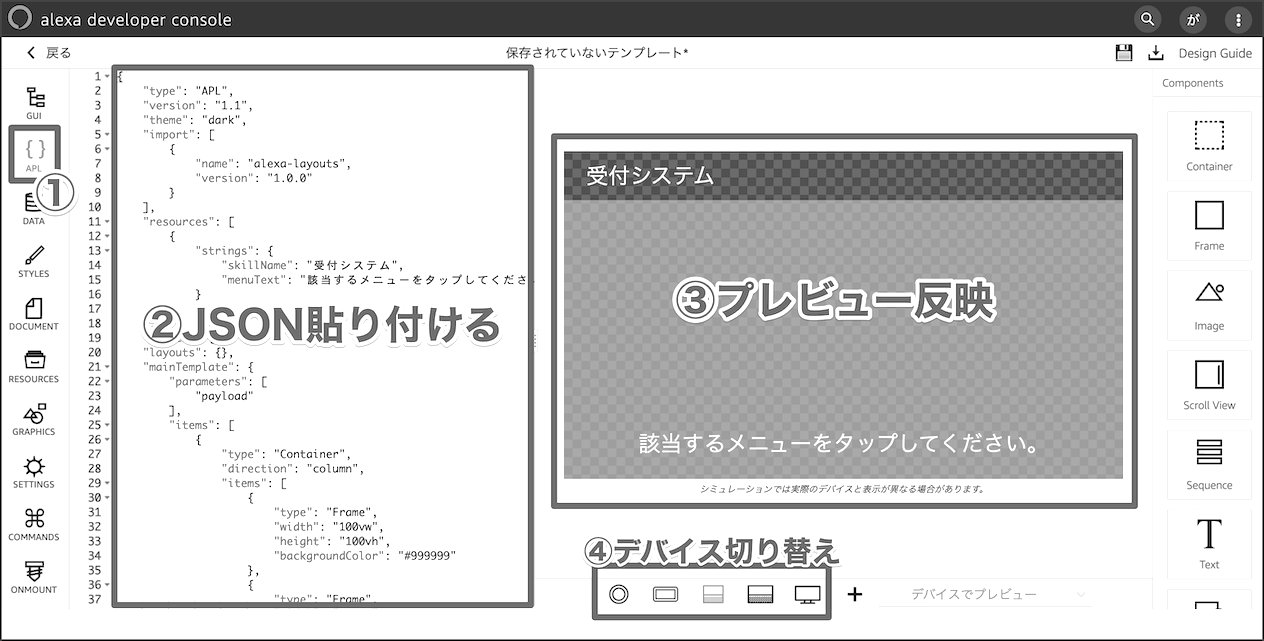 alexa developer console
が
戻る
保存されていないテンプレート*
Design Guide
GUI
APL
①
DATA
STYLES
DOCUMENT
RESOURCES
GRAPHICS
SETTINGS
COMMANDS
ONMOUNT
1 {
2 "type": "APL",
3 "version": "1.1",
4 "theme": "dark",
5 "import": [
6 {
7 "name": "alexa-layouts",
8 "version": "1.0.0"
9 }
10 ],
11 "resources": [
12 {
13 "strings": {
14 "skillName": "受付システム",
15 "menuText": "該当するメニューをタップしてくださ
16 }
17
18
19
②JSON貼り付ける
20 "layouts": {},
21 "mainTemplate": {
22 "parameters": [
23 "payload"
24 ],
25 "items": [
26 {
27 "type": "Container",
28 "direction": "column",
29 "items": [
30 {
31 "type": "Frame",
32 "width": "100vw",
33 "height": "100vh",
34 "backgroundColor": "#999999"
35 },
36 {
37 "type": "Frame",
受付システム
③プレビュー反映
該当するメニューをタップしてください。
シミュレーションでは実際のデバイスと表示が異なる場合があります。
④デバイス切り替え
デバイスでプレビュー
Components
Container
Frame
Image
Scroll View
Sequence
Text